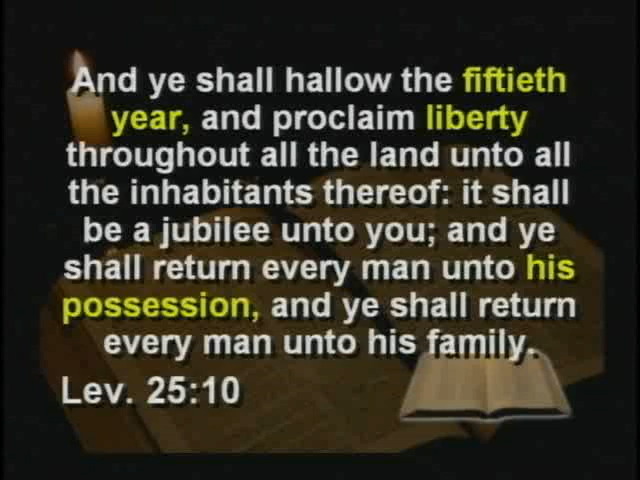 And ye shall hallow the fiftieth
year, and proclaim liberty
throughout all the land unto all
the inhabitants thereof: it shall
be a jubilee unto you; and ye
shall return every man unto his
possession, and ye shall return
every man unto his family.
Lev. 25:10